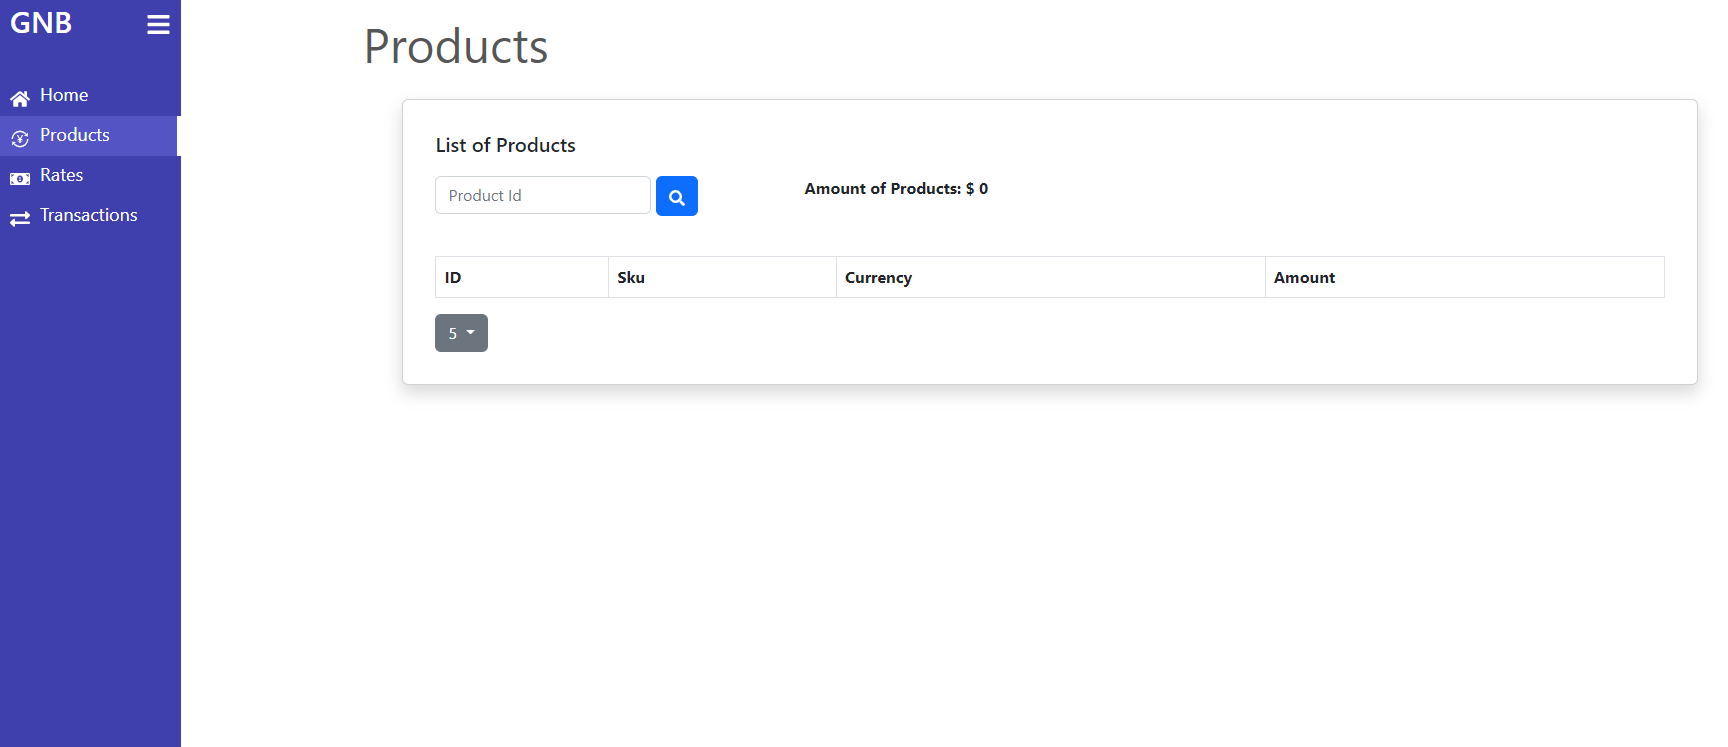 GNB
Home
Products
Rates
Transactions
Products
List of Products
Product Id
Amount of Products: $ 0
ID Sku Currency Amount
5